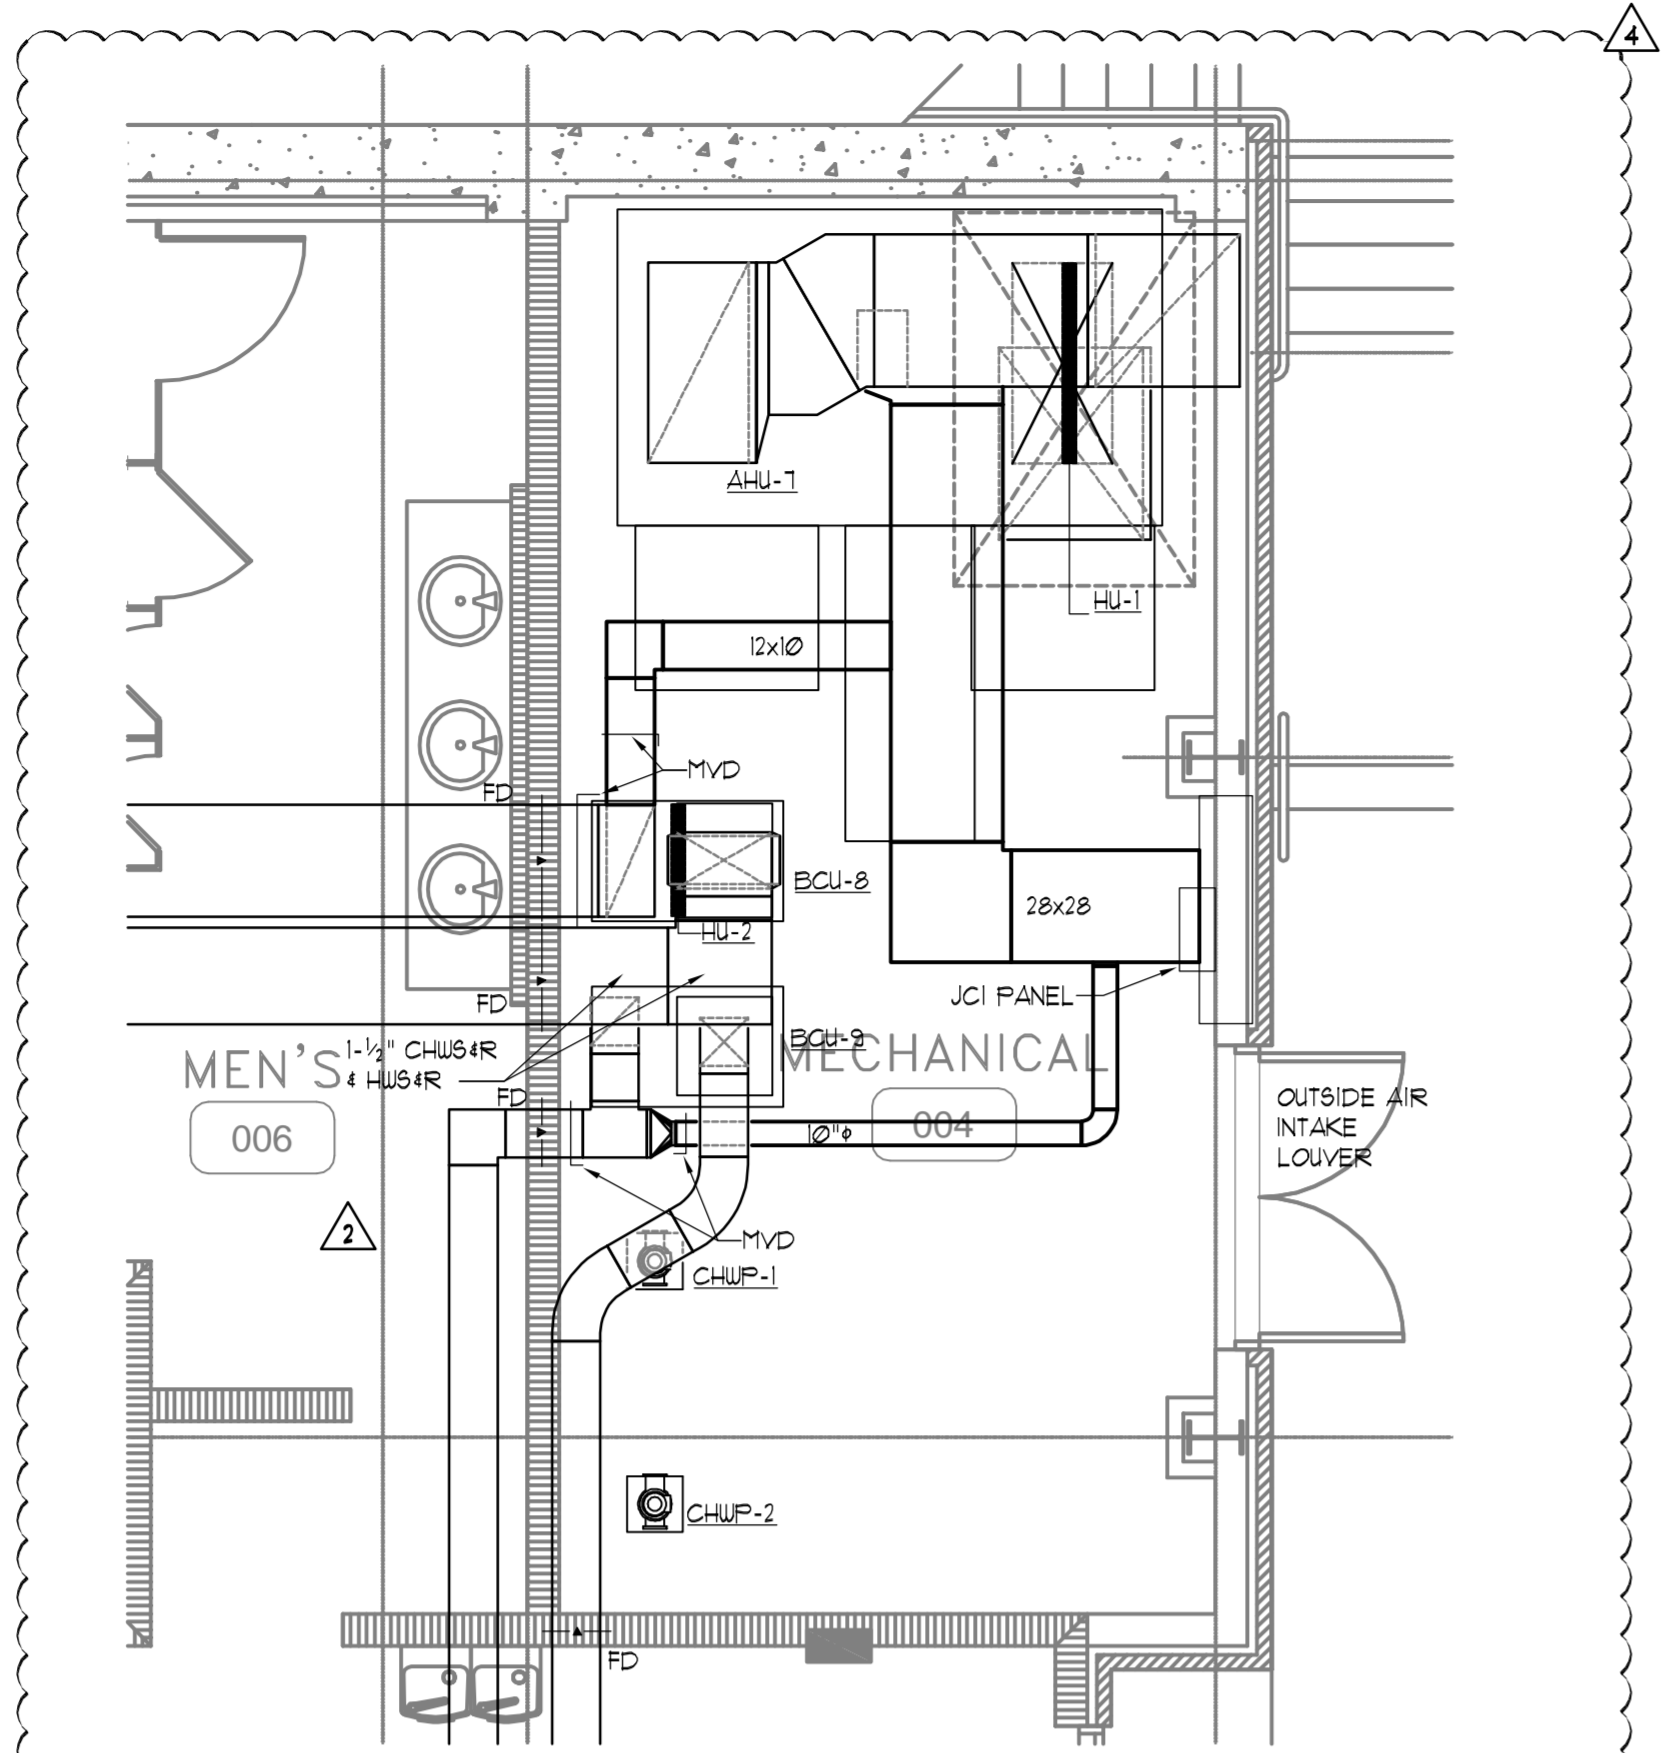 4
AHU-7
HU-1
12x10
MVD
FD
BCU-8
28x28
HU-2
JCI PANEL
FD
BCU-9
1-½" CHWS&R
& HWS&R
MEN'S
MECHANICAL
FD
006
10"ϕ
004
OUTSIDE AIR
INTAKE
LOUVER
2
MVD
CHWP-1
CHWP-2
FD